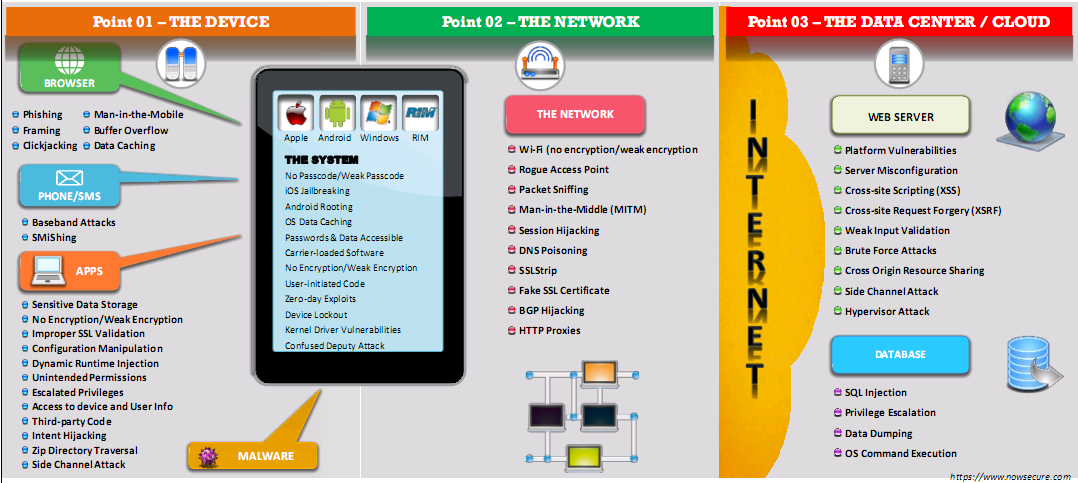 Point 01 – THE DEVICE
BROWSER
Phishing
Man-in-the-Mobile
Framing
Buffer Overflow
Clickjacking
Data Caching
PHONE/SMS
Baseband Attacks
SMiShing
APPS
Sensitive Data Storage
No Encryption/Weak Encryption
Improper SSL Validation
Configuration Manipulation
Dynamic Runtime Injection
Unintended Permissions
Escalated Privileges
Access to device and User Info
Third-party Code
Intent Hijacking
Zip Directory Traversal
Side Channel Attack
RIM
Apple Android Windows RIM
THE SYSTEM
No Passcode/Weak Passcode
iOS Jailbreaking
Android Rooting
OS Data Caching
Passwords & Data Accessible
Carrier-loaded Software
No Encryption/Weak Encryption
User-initiated Code
Zero-day Exploits
Device Lockout
Kernel Driver Vulnerabilities
Confused Deputy Attack
MALWARE
Point 02 – THE NETWORK
THE NETWORK
Wi-Fi (no encryption/weak encryption
Rogue Access Point
Packet Sniffing
Man-in-the-Middle (MITM)
Session Hijacking
DNS Poisoning
SSLStrip
Fake SSL Certificate
BGP Hijacking
HTTP Proxies
Point 03 – THE DATA CENTER / CLOUD
INTERNET
WEB SERVER
Platform Vulnerabilities
Server Misconfiguration
Cross-site Scripting (XSS)
Cross-site Request Forgery (XSRF)
Weak Input Validation
Brute Force Attacks
Cross Origin Resource Sharing
Side Channel Attack
Hypervisor Attack
DATABASE
SQL Injection
Privilege Escalation
Data Dumping
OS Command Execution
https://www.nowsecure.com